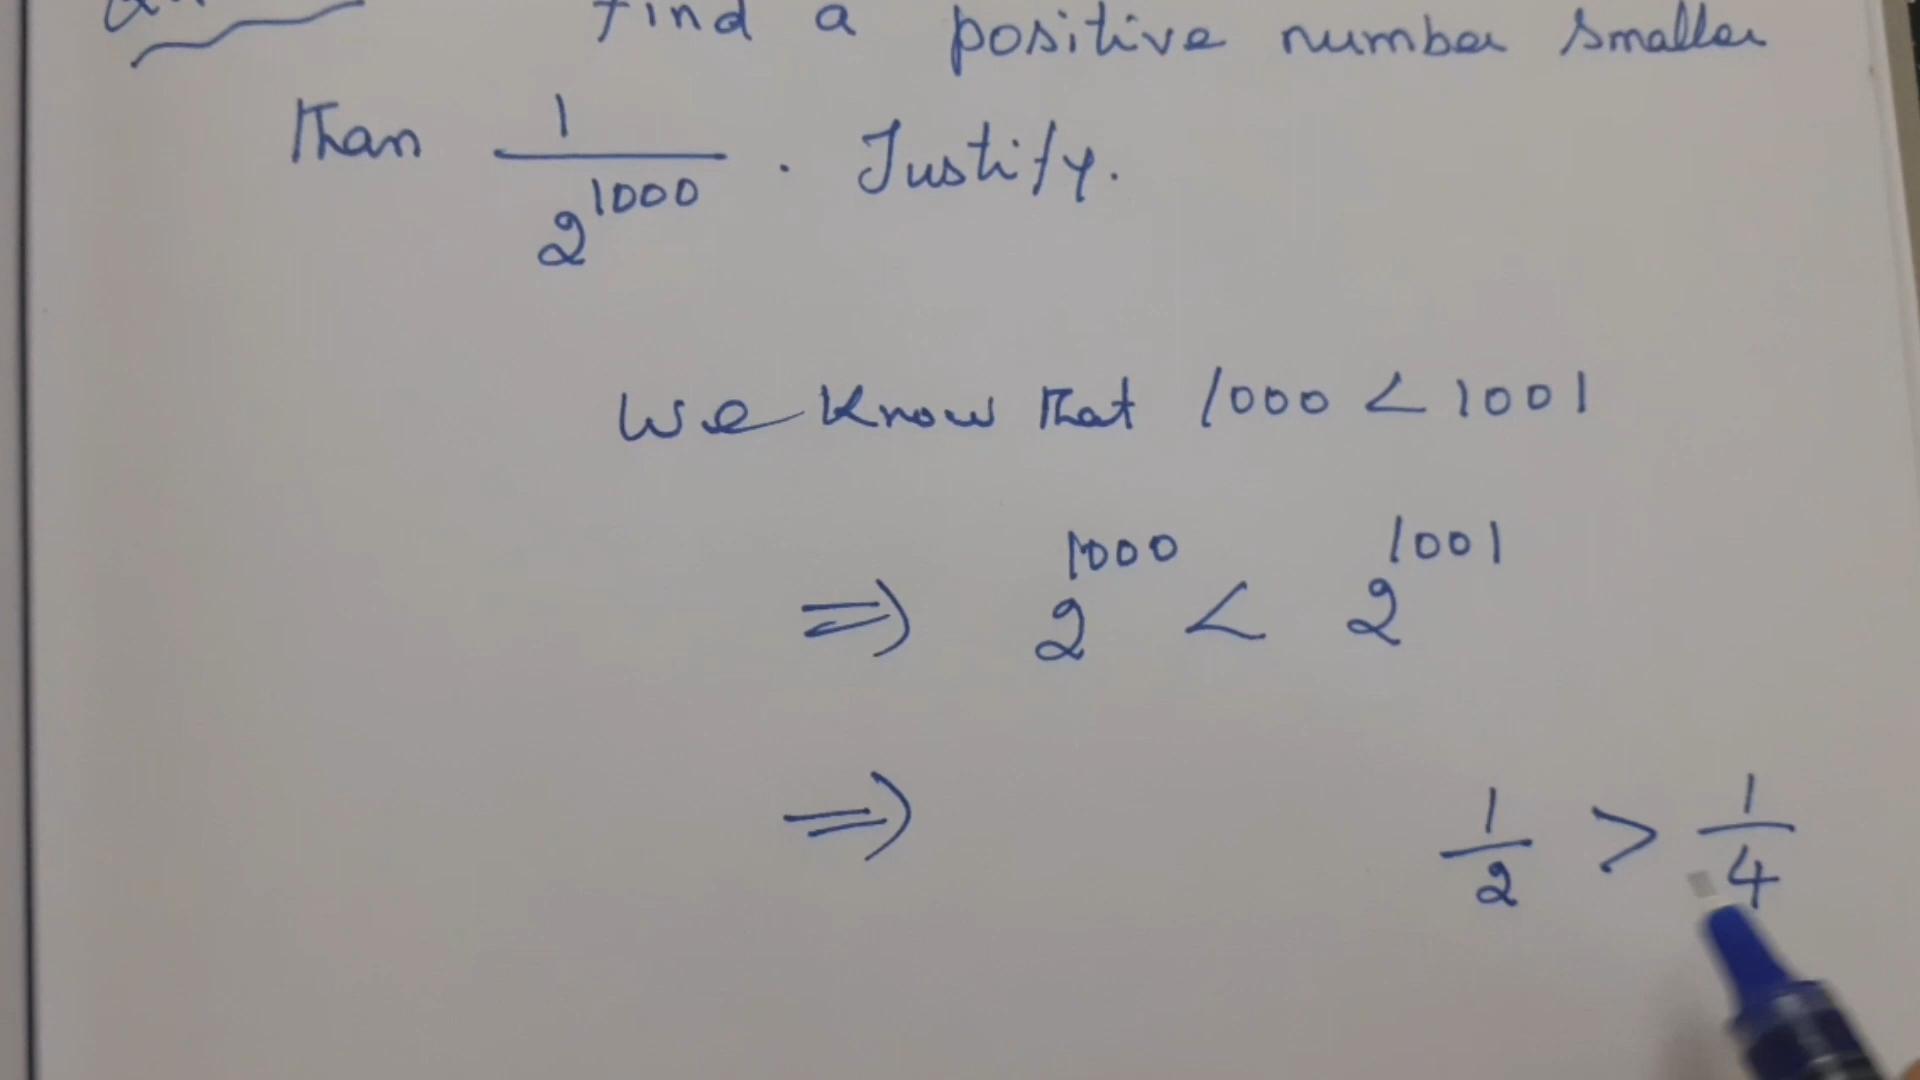 Find a positive number smaller
than 1/2^1000 . Justify.
We know that 1000 < 1001
⇒ 2^1000 < 2^1001
⇒ 1/2 > 1/4